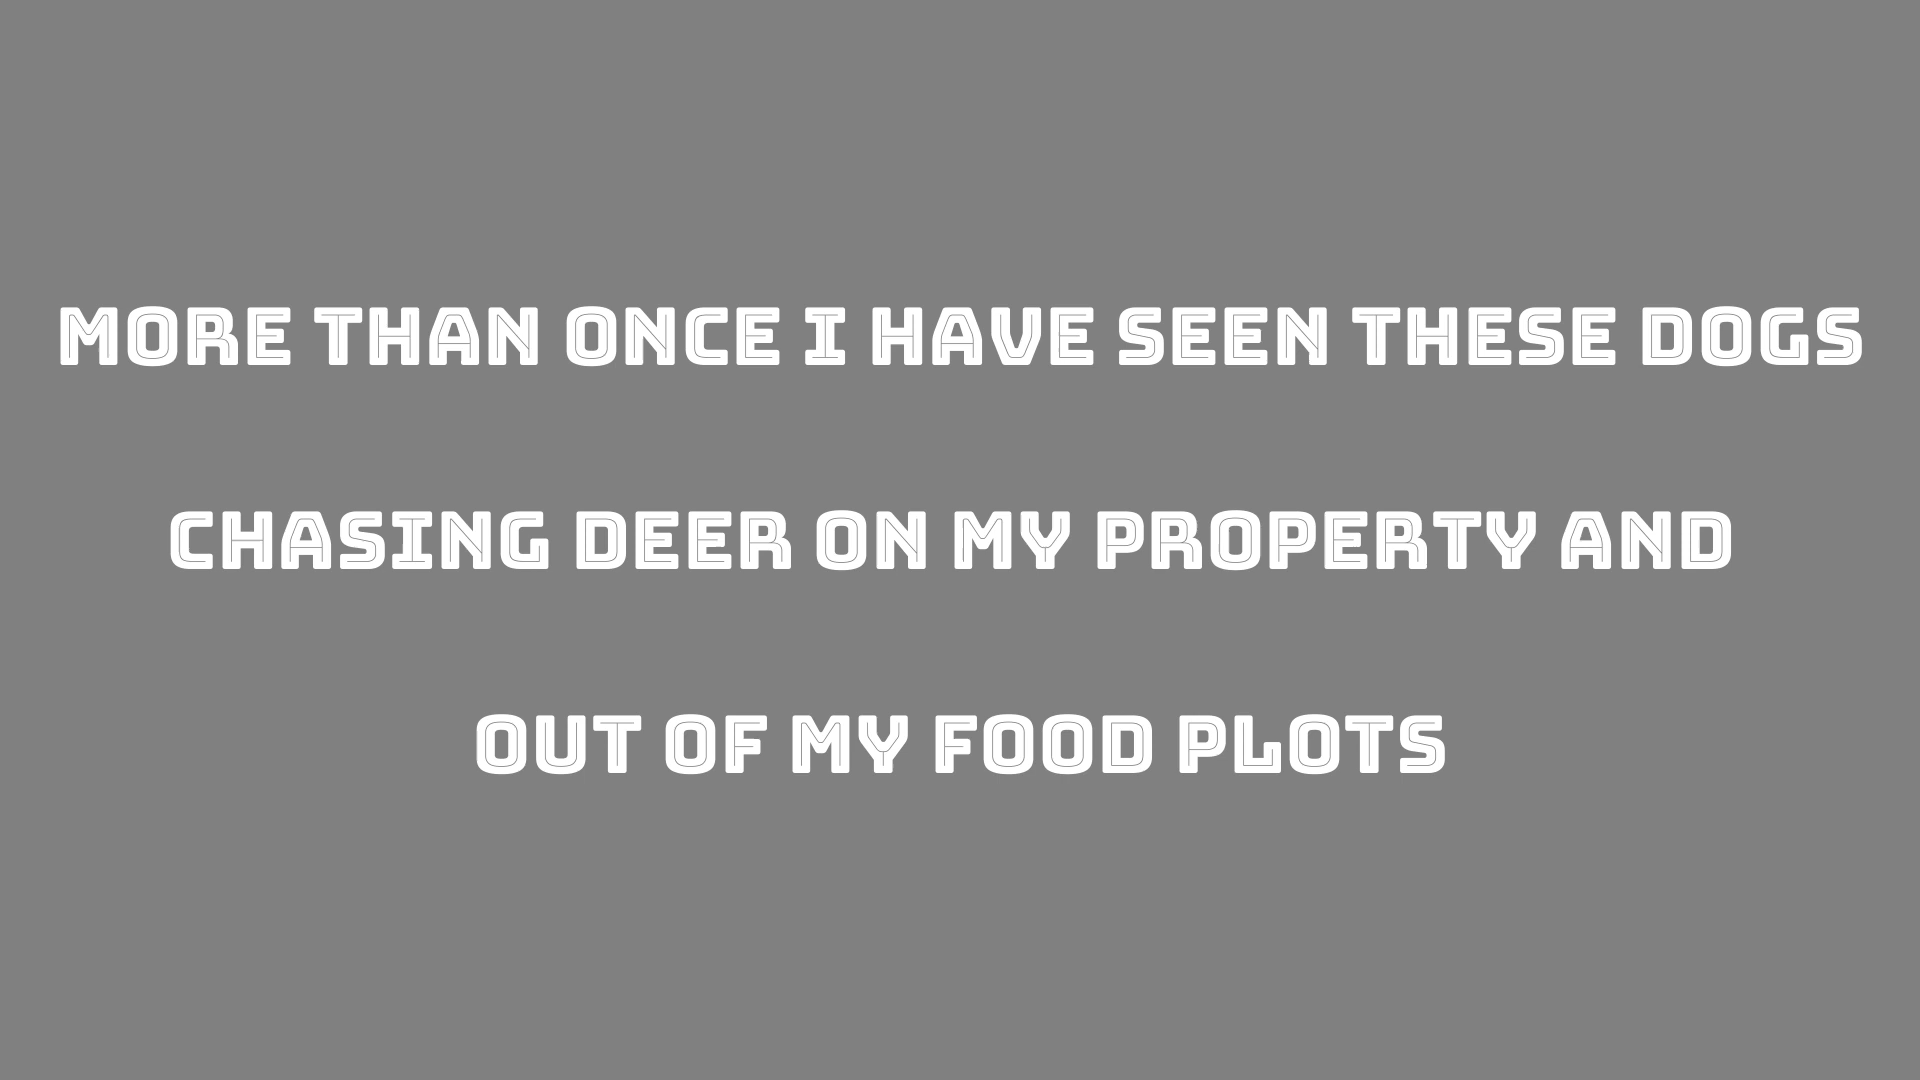 MORE THAN ONCE I HAVE SEEN THESE DOGS
CHASING DEER ON MY PROPERTY AND
OUT OF MY FOOD PLOTS